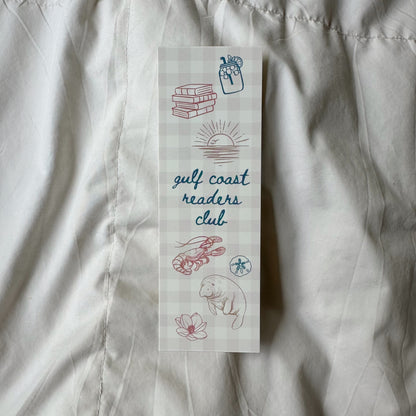 gulf coast
readers
club